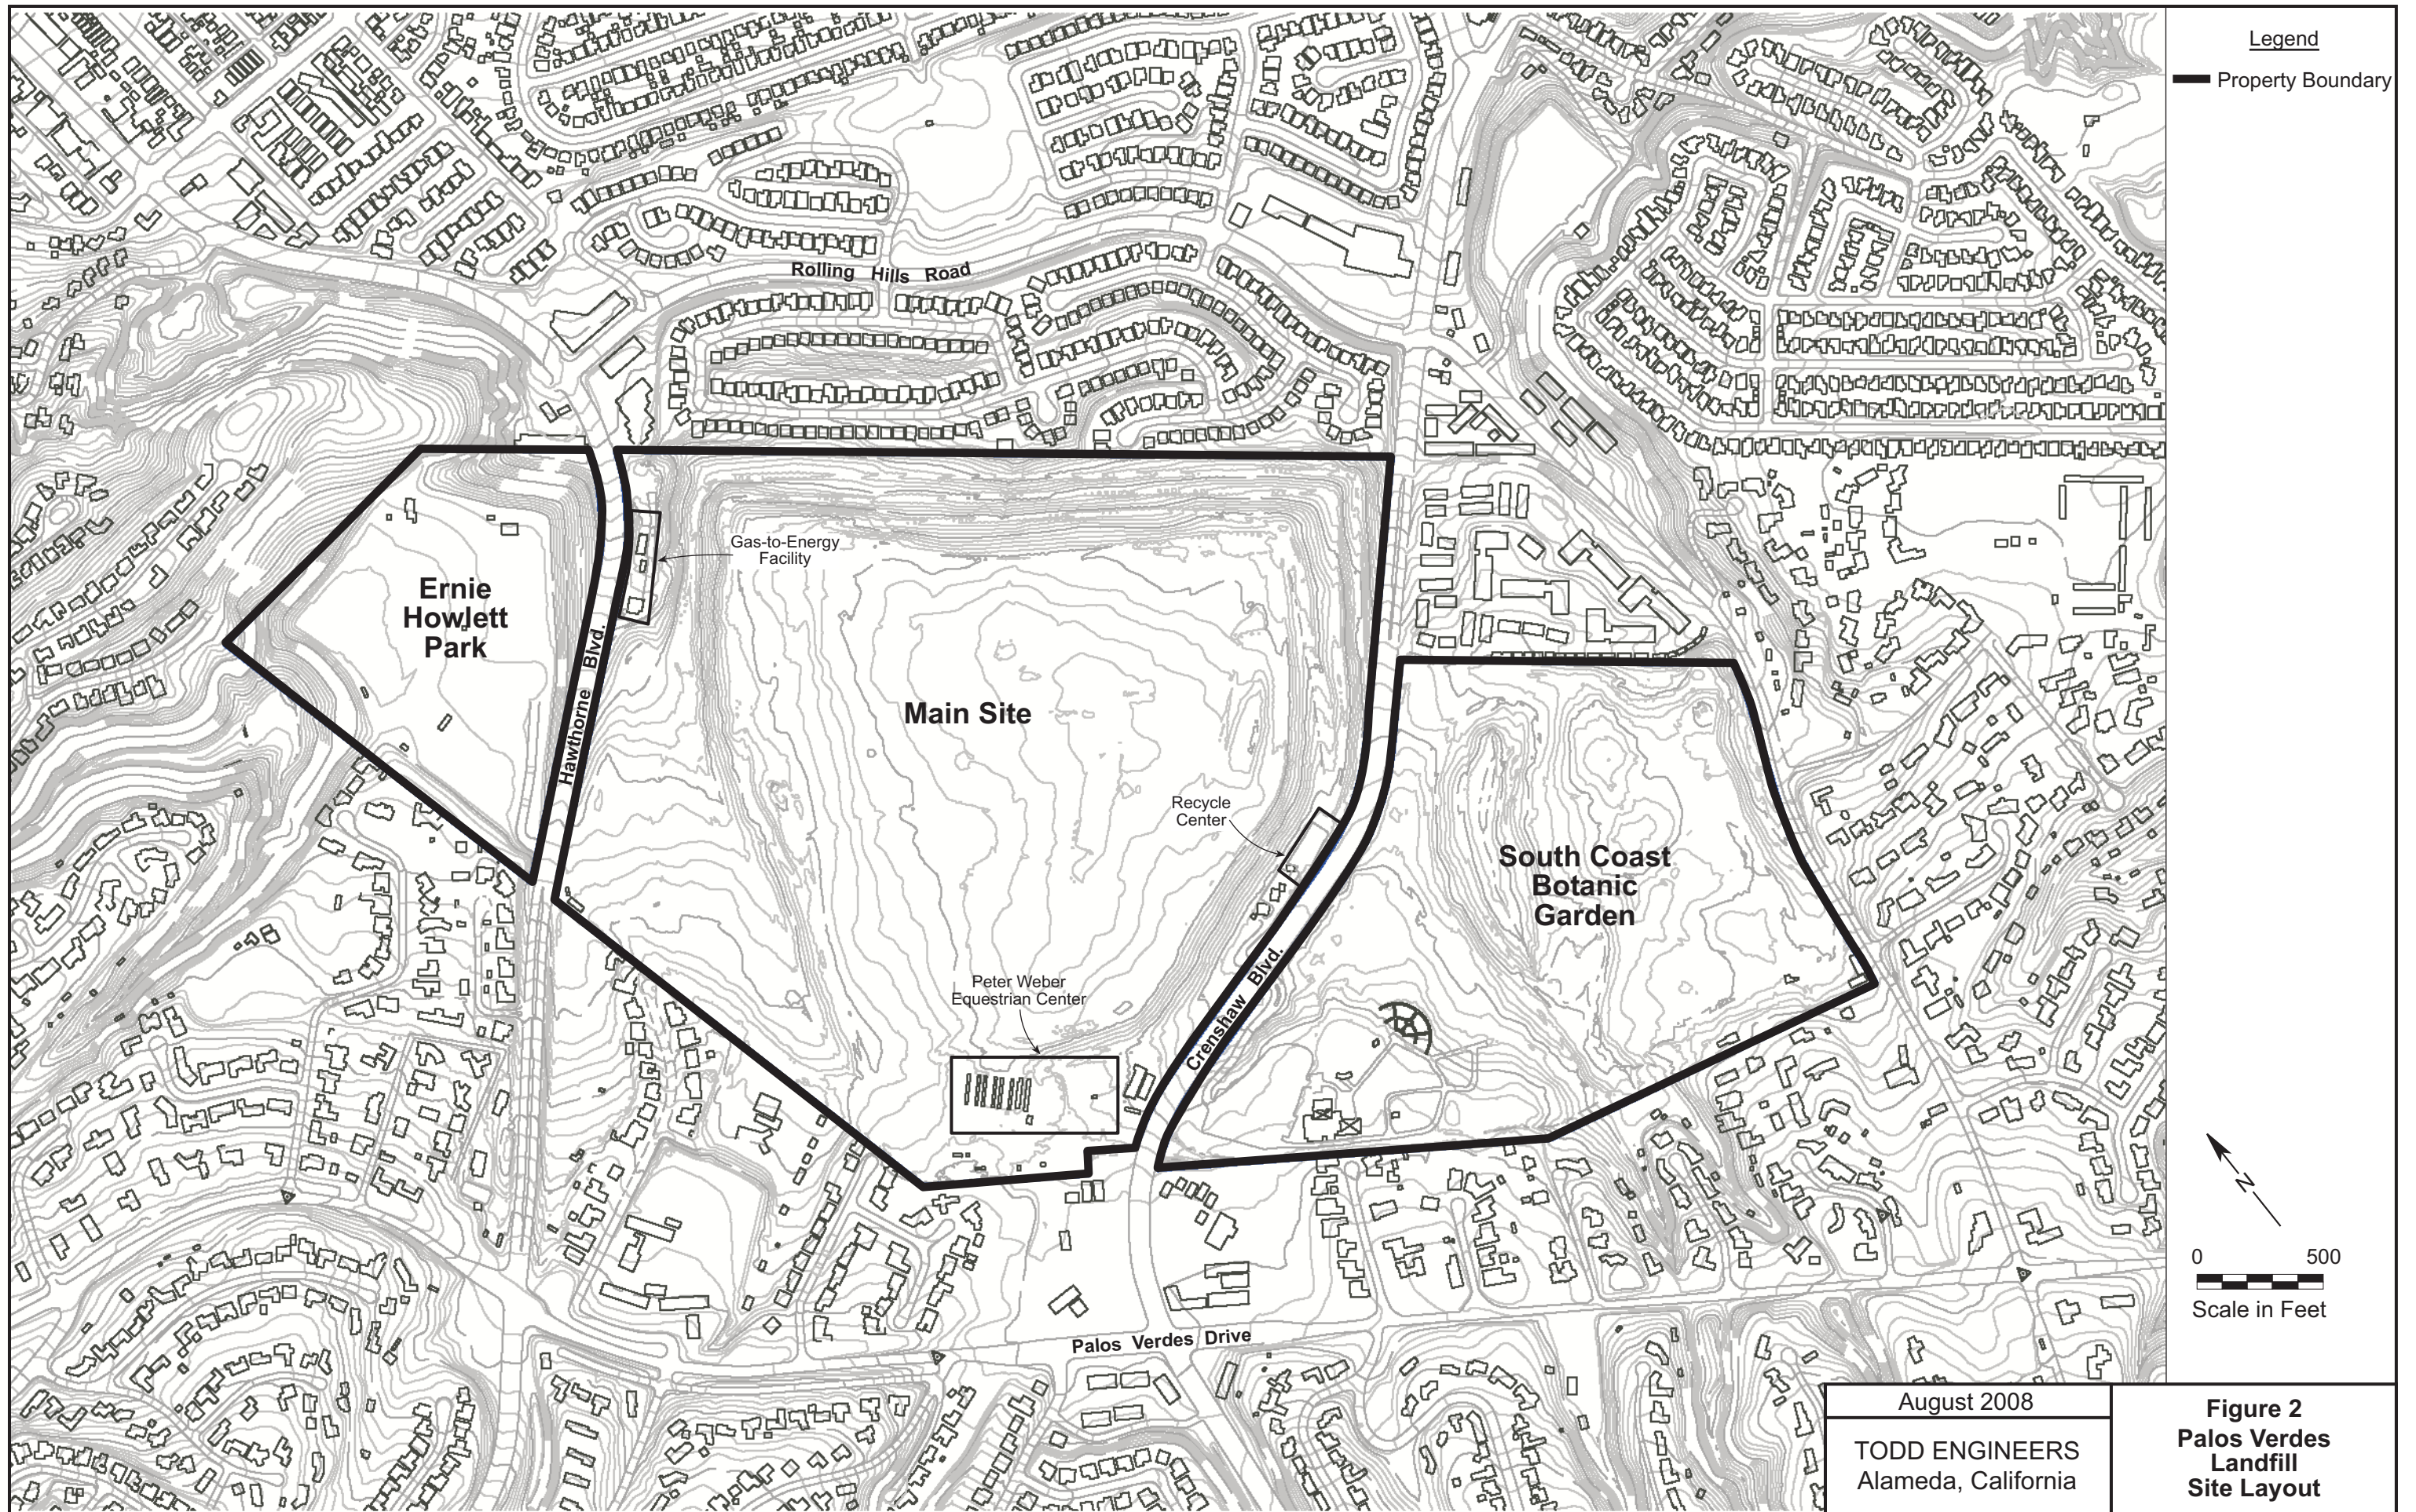 Legend
Property Boundary
Rolling Hills Road
Gas-to-Energy
Facility
Ernie
Howlett
Park
Hawthorne Blvd.
Main Site
Recycle
Center
South Coast
Botanic
Garden
Peter Weber
Equestrian Center
Crenshaw Blvd.
Palos Verdes Drive
N
0 500
Scale in Feet
August 2008
TODD ENGINEERS
Alameda, California
Figure 2
Palos Verdes
Landfill
Site Layout